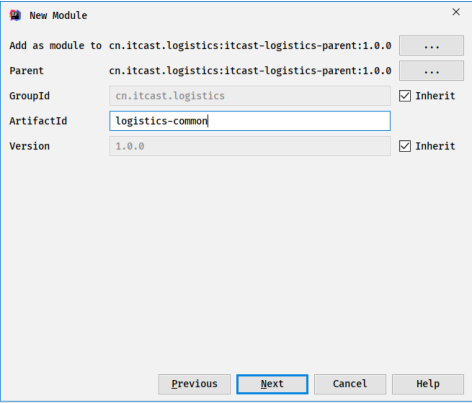 New Module
Add as module to cn.itcast.logistics:itcast-logistics-parent:1.0.0 ...
Parent cn.itcast.logistics:itcast-logistics-parent:1.0.0 ...
GroupId cn.itcast.logistics Inherit
ArtifactId logistics-common
Version 1.0.0 Inherit
Previous Next Cancel Help